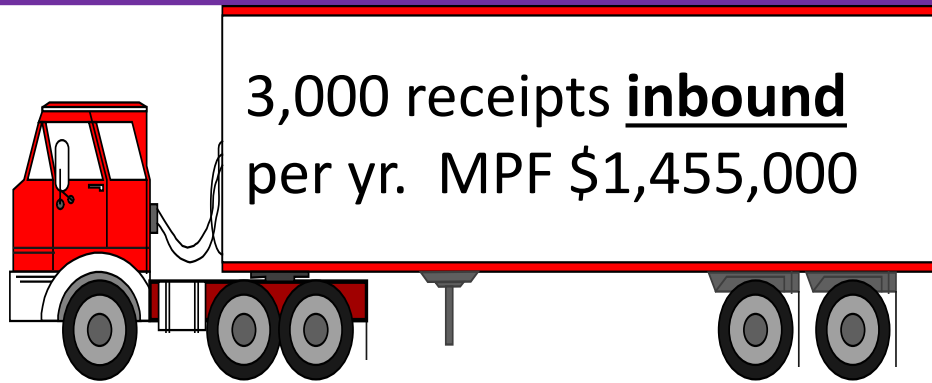 3,000 receipts inbound
per yr.  MPF $1,455,000